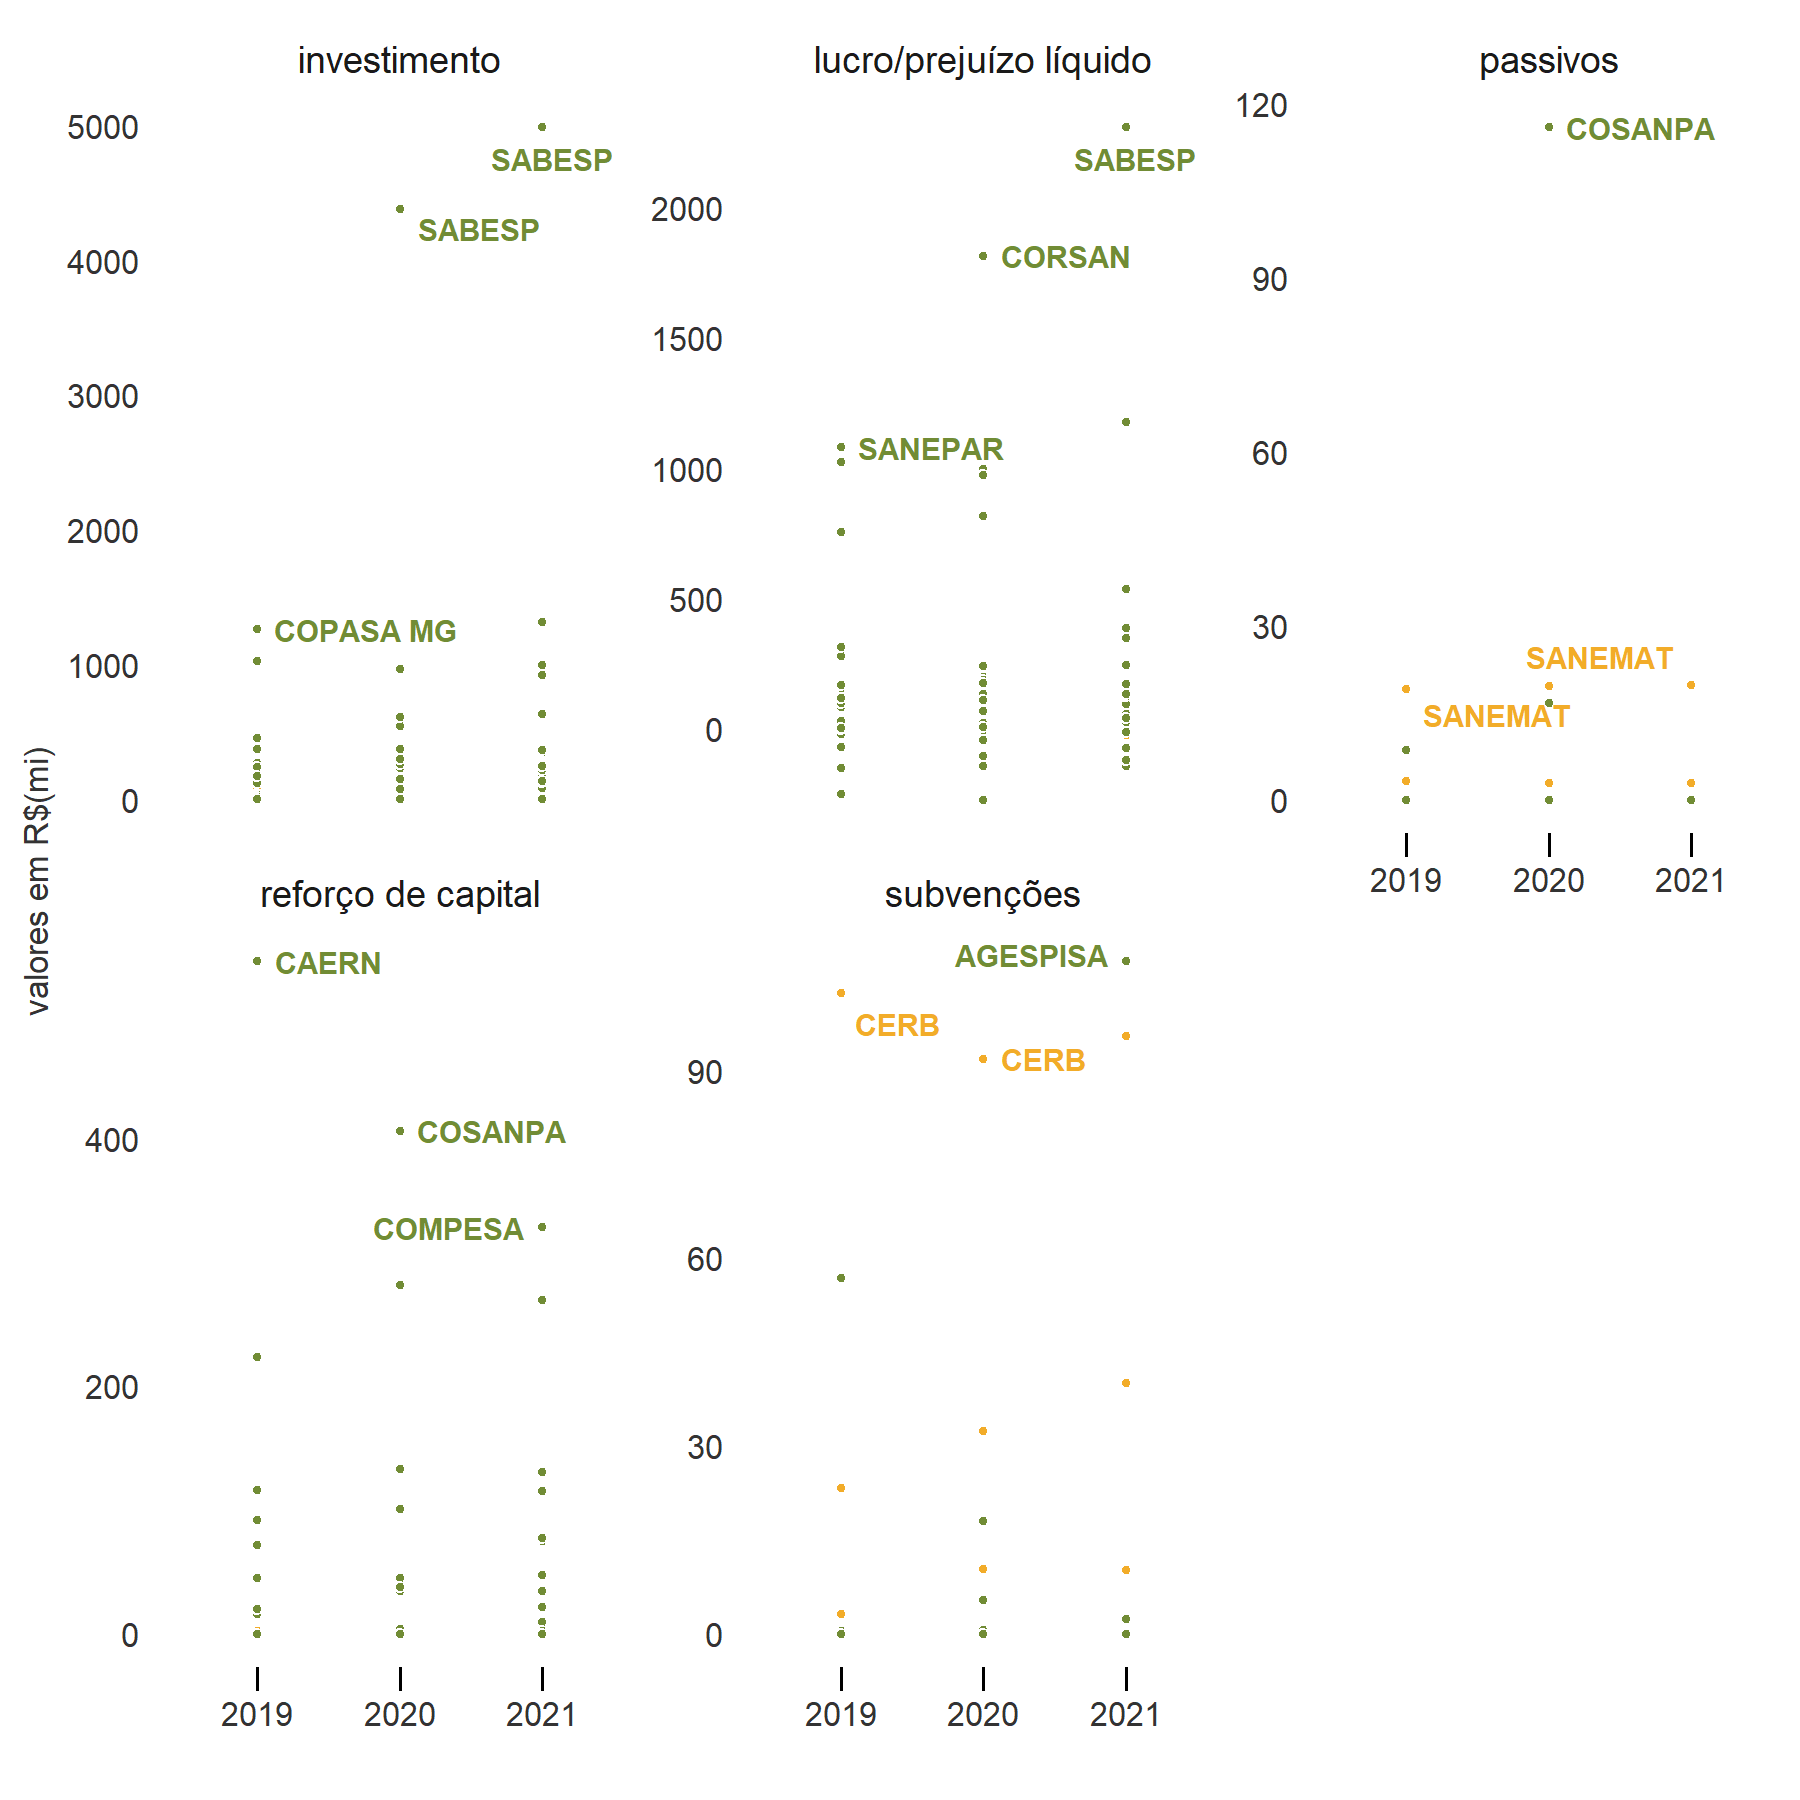 investimento
lucro/prejuízo líquido
passivos
5000
4000
3000
2000
1000
0
SABESP
SABESP
COPASA MG
2000
1500
1000
500
0
SABESP
CORSAN
SANEPAR
120
90
60
30
0
COSANPA
SANEMAT
SANEMAT
2019 2020 2021
valores em R$(mi)
reforço de capital
subvenções
400
200
0
CAERN
COSANPA
COMPESA
2019 2020 2021
90
60
30
0
AGESPISA
CERB
CERB
2019 2020 2021